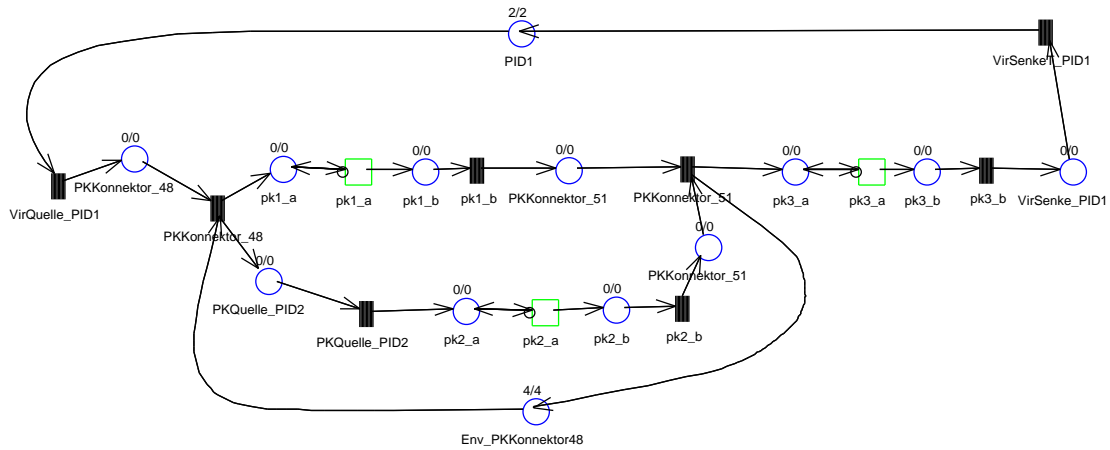 2/2
PID1
VirSenkeT_PID1
0/0
PKKonnektor_48
VirQuelle_PID1
PKKonnektor_48
0/0
pk1_a
pk1_a
0/0
pk1_b
pk1_b
0/0
PKKonnektor_51
PKKonnektor_51
0/0
pk3_a
pk3_a
0/0
pk3_b
pk3_b
0/0
VirSenke_PID1
0/0
PKKonnektor_51
0/0
PKQuelle_PID2
PKQuelle_PID2
0/0
pk2_a
pk2_a
0/0
pk2_b
pk2_b
4/4
Env_PKKonnektor48